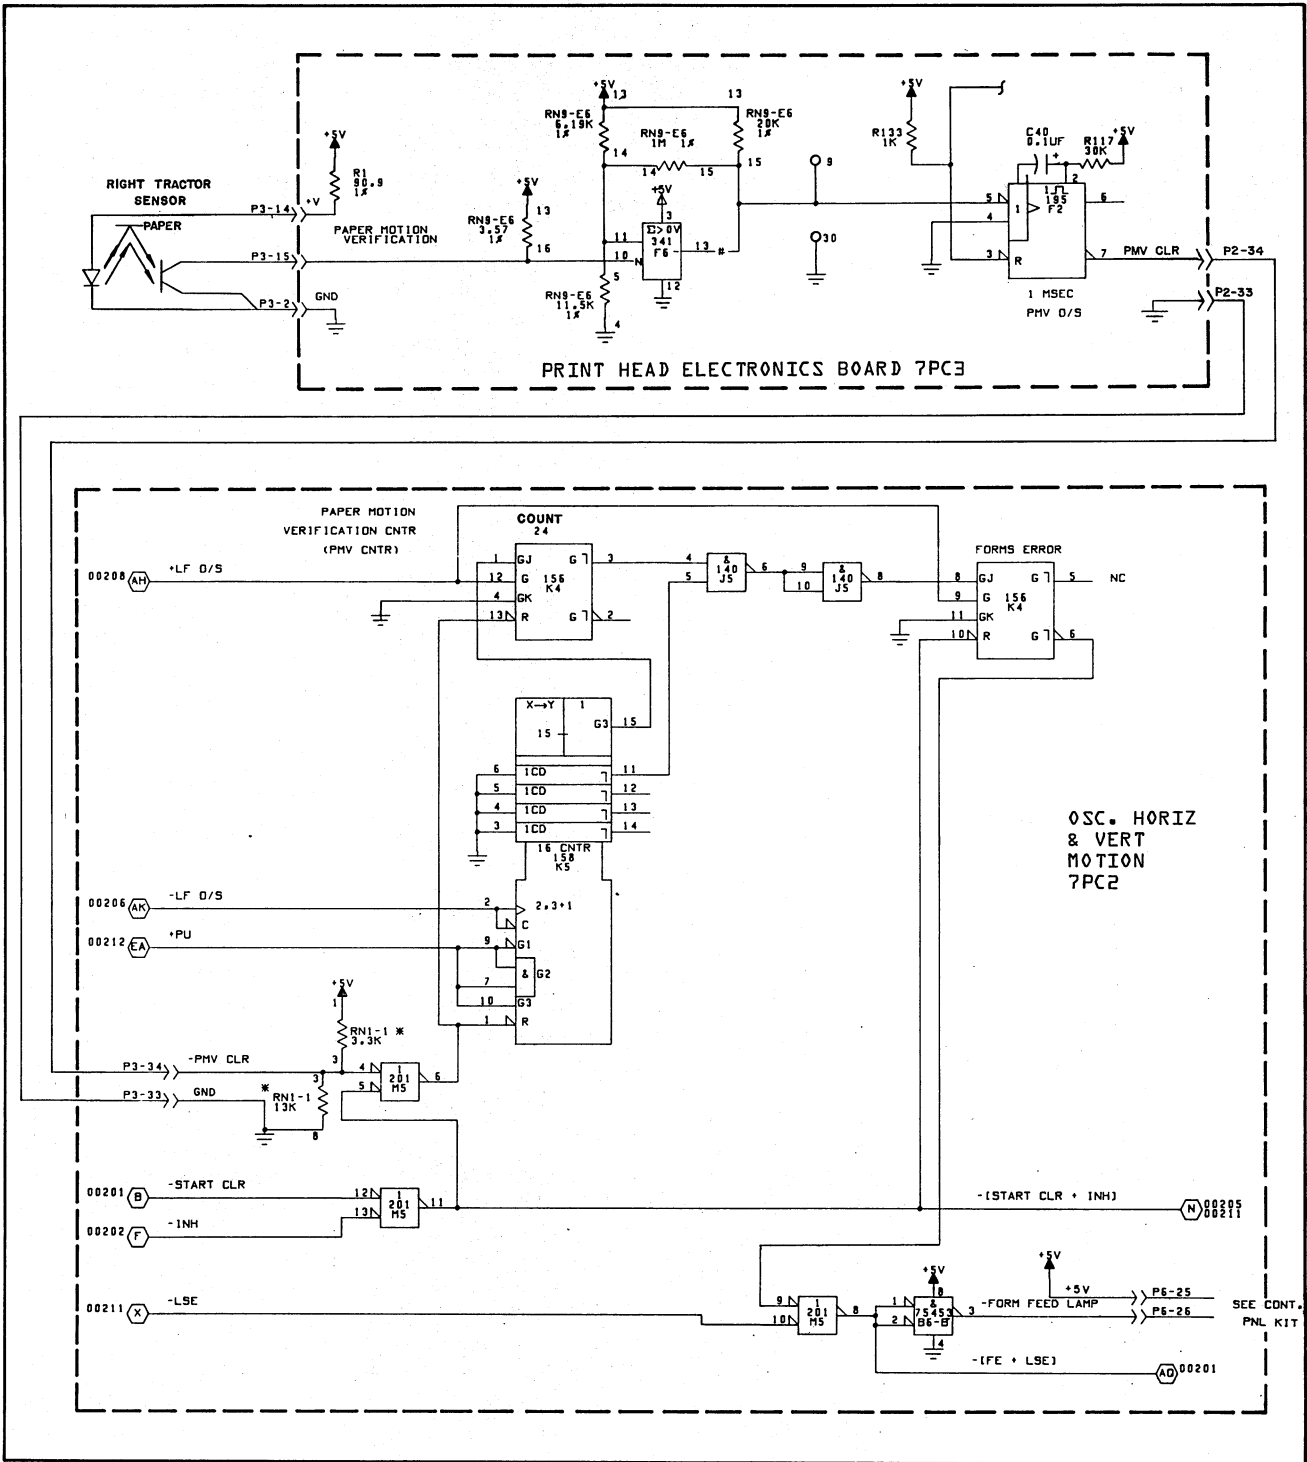 +5V
R1
90.9
1%
RIGHT TRACTOR
SENSOR
PAPER
P3-14
+V
PAPER MOTION
VERIFICATION
P3-15
P3-2
GND
+5V
13
RN9-E6
3.57
1%
16
+5V
13
RN9-E6
6.19K
1%
14
RN9-E6
1M 1%
14
15
13
RN9-E6
20K
1%
15
+5V
3
Σ>0V
341
F6
11
10
N
13
#
12
5
RN9-E6
11.5K
1%
4
9
30
+5V
R133
1K
C40
0.1UF
+
R117
30K
+5V
1
2
195
F2
5
1
4
3
R
6
7
PMV CLR
P2-34
P2-33
1 MSEC
PMV O/S
PRINT HEAD ELECTRONICS BOARD 7PC3
PAPER MOTION
VERIFICATION CNTR
(PMV CNTR)
COUNT
24
00208
AH
+LF O/S
1
GJ
G
3
12
G
156
K4
4
GK
13
R
G
2
4
5
&
140
J5
6
9
10
&
140
J5
8
FORMS ERROR
8
GJ
G
5
NC
9
G
156
K4
11
GK
10
R
G
6
X→Y
1
G3
15
15
6
1CD
11
5
1CD
12
4
1CD
13
3
1CD
14
16 CNTR
158
K5
OSC. HORIZ
& VERT
MOTION
7PC2
00206
AK
-LF O/S
2
2,3+1
C
00212
EA
+PU
9
G1
&
G2
7
10
G3
1
R
+5V
1
RN1-1 *
3.3K
3
P3-34
-PMV CLR
4
5
1
201
M5
6
P3-33
GND
*
3
RN1-1
13K
8
00201
B
-START CLR
12
13
1
201
M5
11
00202
F
-INH
-[START CLR + INH]
N
00205
00211
00211
X
-LSE
9
10
1
201
M5
8
+5V
8
1
2
&
75453
B6-B
3
4
-FORM FEED LAMP
+5V
+5V
P6-25
P6-26
SEE CONT.
PNL KIT
-[FE + LSE]
AQ
00201